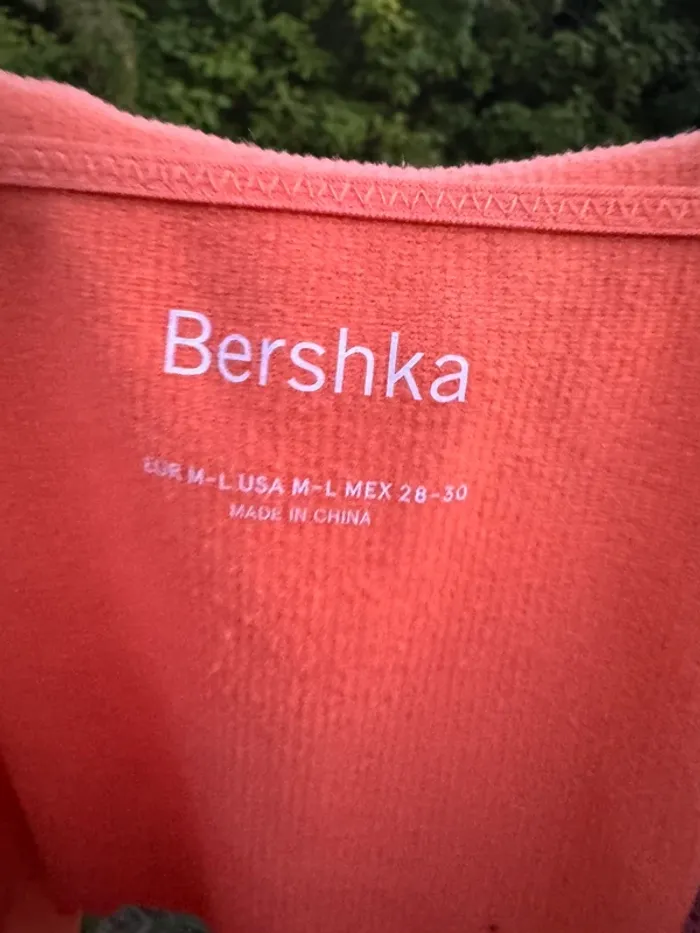 Bershka
EUR M-L USA M-L MEX 28-30
MADE IN CHINA